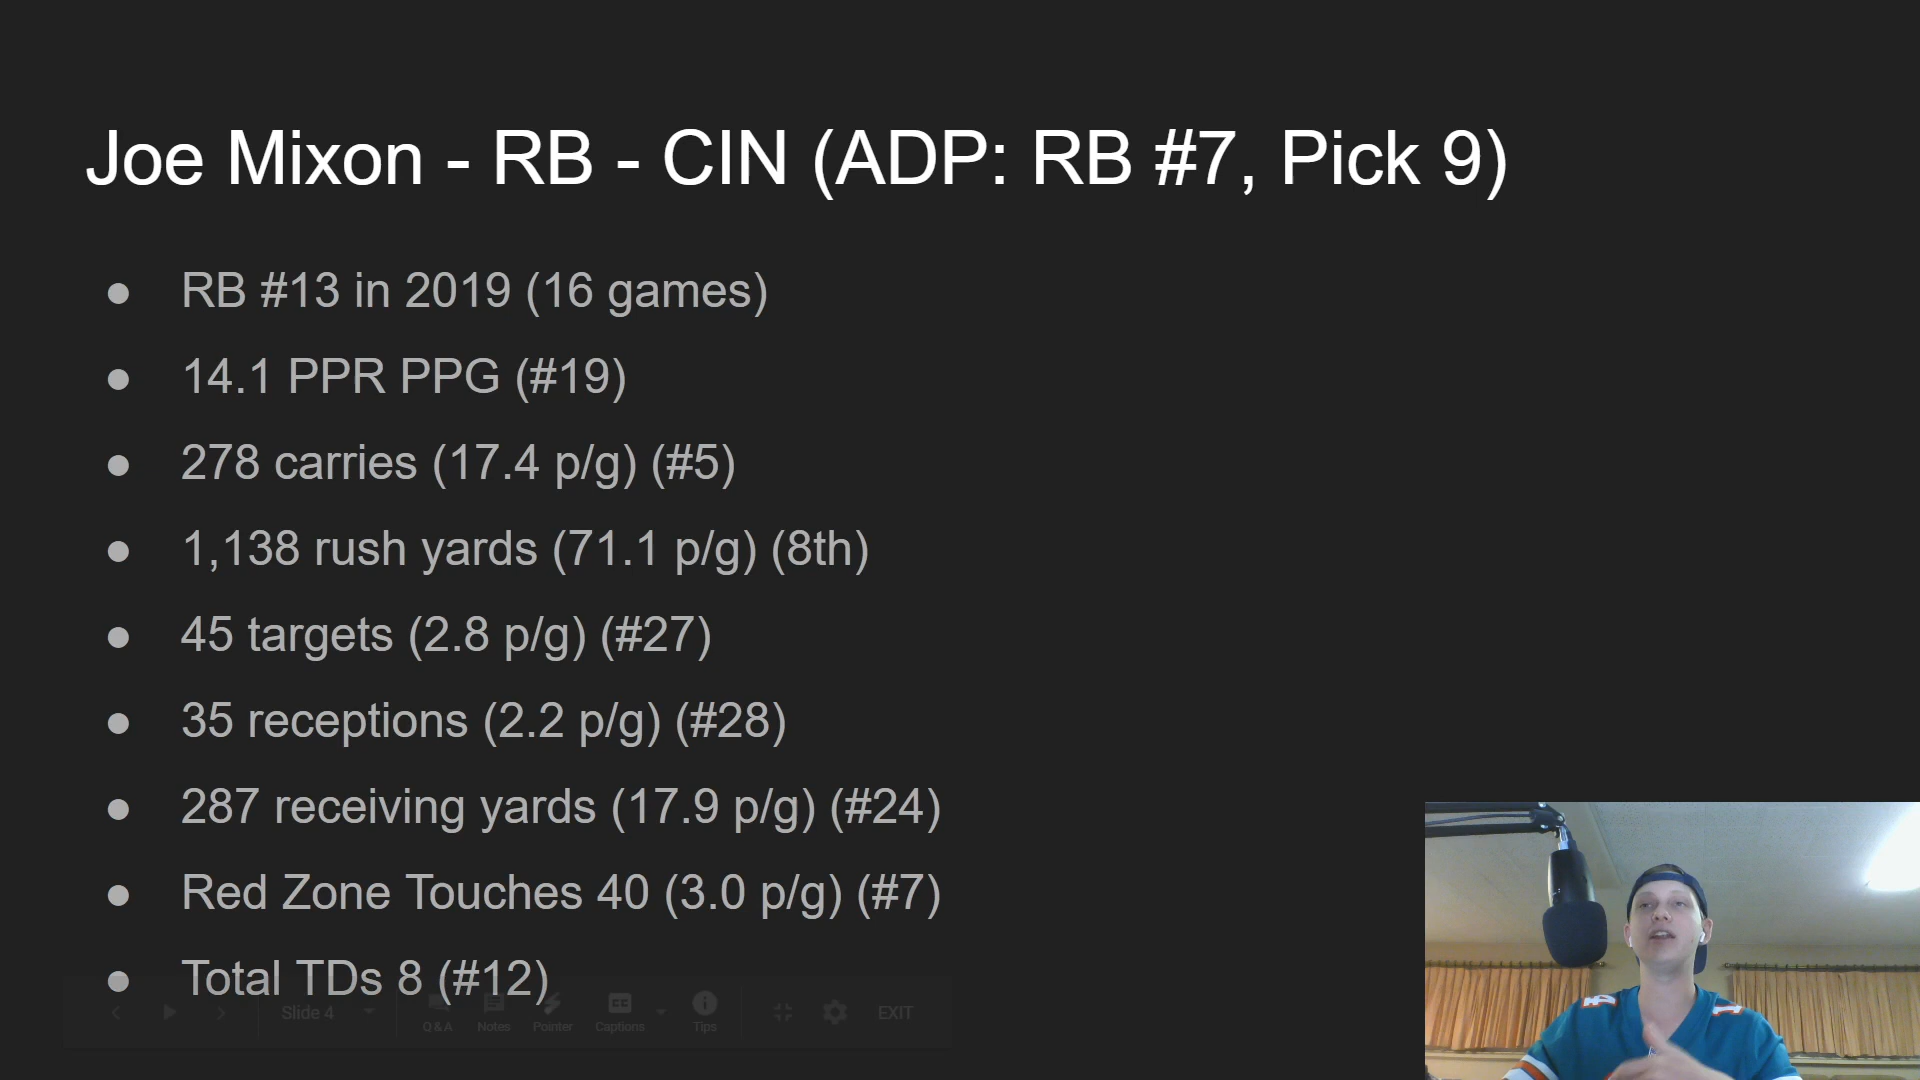 Joe Mixon - RB - CIN (ADP: RB #7, Pick 9)
● RB #13 in 2019 (16 games)
● 14.1 PPR PPG (#19)
● 278 carries (17.4 p/g) (#5)
● 1,138 rush yards (71.1 p/g) (8th)
● 45 targets (2.8 p/g) (#27)
● 35 receptions (2.2 p/g) (#28)
● 287 receiving yards (17.9 p/g) (#24)
● Red Zone Touches 40 (3.0 p/g) (#7)
● Total TDs 8 (#12)
Slide 4 Q&A Notes Pointer CC Captions Tips EXIT